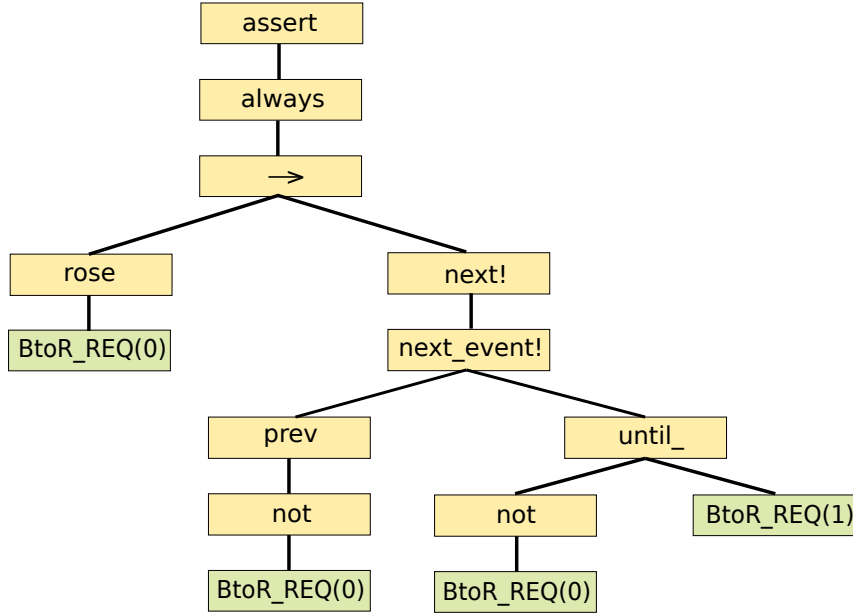 assert
always
→
rose
next!
BtoR_REQ(0)
next_event!
prev
until_
not
not
BtoR_REQ(1)
BtoR_REQ(0)
BtoR_REQ(0)